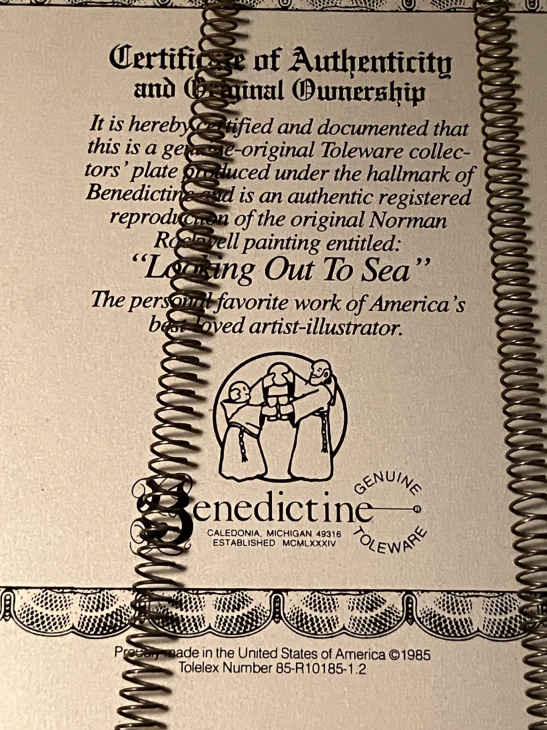 Certificate of Authenticity
and Original Ownership
It is hereby certified and documented that
this is a genuine-original Toleware collec-
tors' plate produced under the hallmark of
Benedictine and is an authentic registered
reproduction of the original Norman
Rockwell painting entitled:
"Looking Out To Sea"
The personal favorite work of America's
best-loved artist-illustrator.
Benedictine
GENUINE
TOLEWARE
CALEDONIA, MICHIGAN 49316
ESTABLISHED MCMLXXXIV
Proudly made in the United States of America ©1985
Tolelex Number 85-R10185-1.2